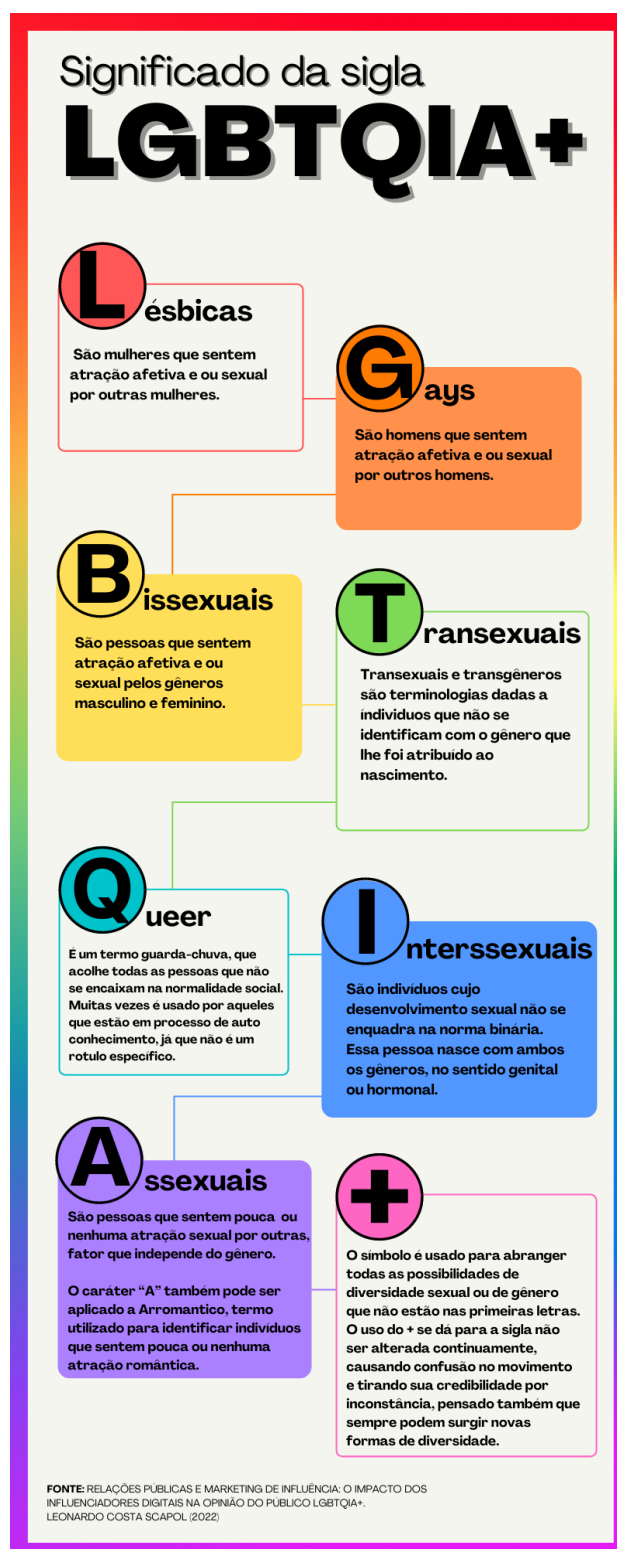 Significado da sigla
LGBTQIA+
Lésbicas
São mulheres que sentem
atração afetiva e ou sexual
por outras mulheres.
Gays
São homens que sentem
atração afetiva e ou sexual
por outros homens.
Bissexuais
São pessoas que sentem
atração afetiva e ou
sexual pelos gêneros
masculino e feminino.
Transexuais
Transexuais e transgêneros
são terminologias dadas a
índividuos que não se
identificam com o gênero que
lhe foi atribuído ao
nascimento.
Queer
É um termo guarda-chuva, que
acolhe todas as pessoas que não
se encaixam na normalidade social.
Muitas vezes é usado por aqueles
que estão em processo de auto
conhecimento, já que não é um
rotulo específico.
Interssexuais
São indivíduos cujo
desenvolvimento sexual não se
enquadra na norma binária.
Essa pessoa nasce com ambos
os gêneros, no sentido genital
ou hormonal.
Assexuais
São pessoas que sentem pouca ou
nenhuma atração sexual por outras,
fator que independe do gênero.
O caráter “A” também pode ser
aplicado a Arromantico, termo
utilizado para identificar indivíduos
que sentem pouca ou nenhuma
atração romântica.
+
O símbolo é usado para abranger
todas as possibilidades de
diversidade sexual ou de gênero
que não estão nas primeiras letras.
O uso do + se dá para a sigla não
ser alterada continuamente,
causando confusão no movimento
e tirando sua credibilidade por
inconstância, pensado também que
sempre podem surgir novas
formas de diversidade.
FONTE: RELAÇÕES PÚBLICAS E MARKETING DE INFLUÊNCIA: O IMPACTO DOS
INFLUENCIADORES DIGITAIS NA OPINIÃO DO PÚBLICO LGBTQIA+.
LEONARDO COSTA SCAPOL (2022)